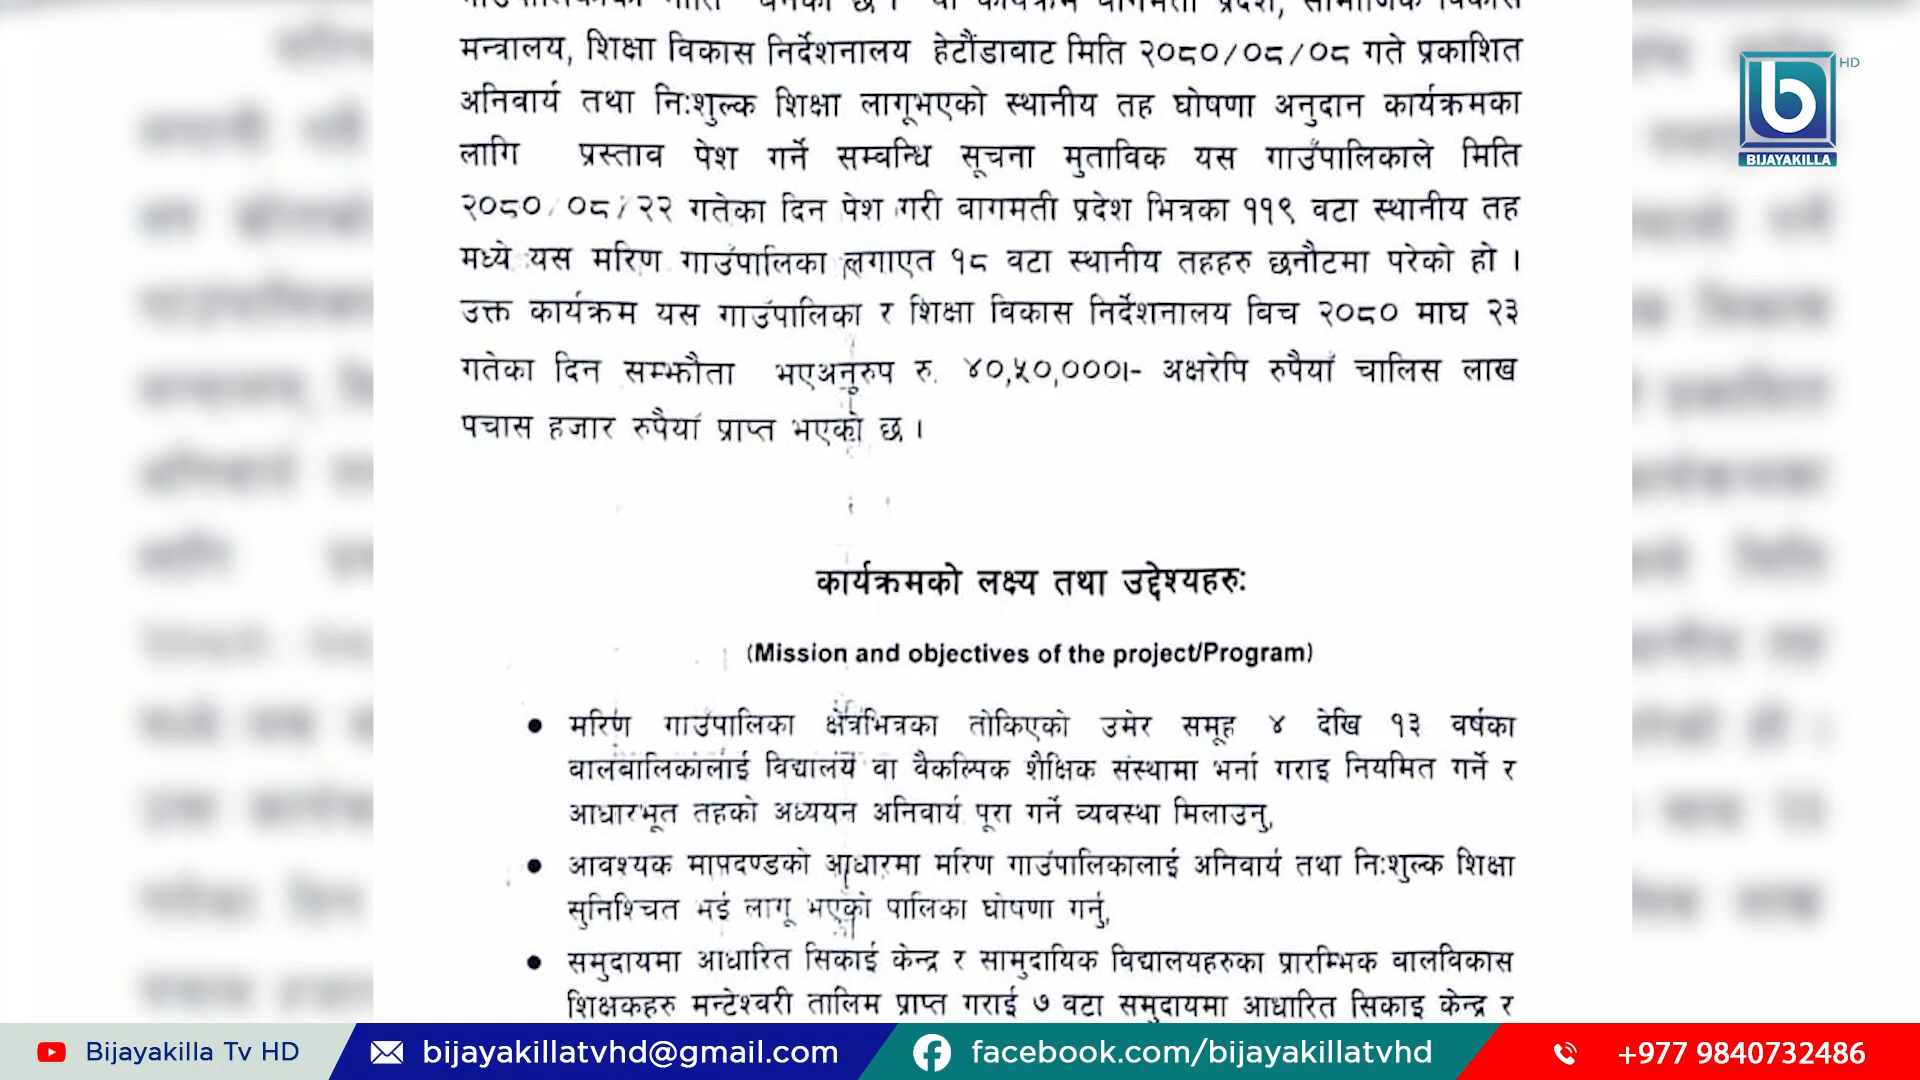 मन्त्रालय, शिक्षा विकास निर्देशनालय हेटौंडावाट मिति २०८०/०८/०८ गते प्रकाशित
अनिवार्य तथा नि:शुल्क शिक्षा लागूभएको स्थानीय तह घोषणा अनुदान कार्यक्रमका
लागि प्रस्ताव पेश गर्ने सम्वन्धि सूचना मुताविक यस गाउँपालिकाले मिति
२०८०/०८/२२ गतेका दिन पेश गरी वागमती प्रदेश भित्रका ११९ वटा स्थानीय तह
मध्ये यस मरिण गाउँपालिका लगाएत १८ वटा स्थानीय तहहरु छनौटमा परेको हो ।
उक्त कार्यक्रम यस गाउँपालिका र शिक्षा विकास निर्देशनालय विच २०८० माघ २३
गतेका दिन सम्झौता भएअनुरुप रु. ४०,५०,०००।- अक्षरेपि रुपैयाँ चालिस लाख
पचास हजार रुपैयाँ प्राप्त भएको छ ।
कार्यक्रमको लक्ष्य तथा उद्देश्यहरु:
(Mission and objectives of the project/Program)
● मरिण गाउँपालिका क्षेत्रभित्रका तोकिएको उमेर समूह ४ देखि १३ वर्षका
वालवालिकालाई विद्यालय वा वैकल्पिक शैक्षिक संस्थामा भर्ना गराइ नियमित गर्ने र
आधारभूत तहको अध्ययन अनिवार्य पूरा गर्ने व्यवस्था मिलाउनु,
● आवश्यक मापदण्डको आधारमा मरिण गाउँपालिकालाई अनिवार्य तथा नि:शुल्क शिक्षा
सुनिश्चित भई लागू भएको पालिका घोषणा गर्नु,
● समुदायमा आधारित सिकाई केन्द्र र सामुदायिक विद्यालयहरुका प्रारम्भिक वालविकास
शिक्षकहरु मन्टेश्वरी तालिम प्राप्त गराई ७ वटा समुदायमा आधारित सिकाइ केन्द्र र
b HD
BIJAYAKILLA
Bijayakilla Tv HD bijayakillatvhd@gmail.com facebook.com/bijayakillatvhd +977 9840732486